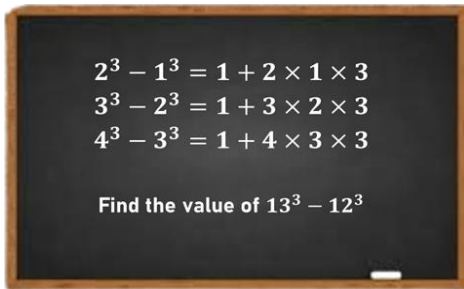 2³ − 1³ = 1 + 2 × 1 × 3
3³ − 2³ = 1 + 3 × 2 × 3
4³ − 3³ = 1 + 4 × 3 × 3
Find the value of 13³ − 12³